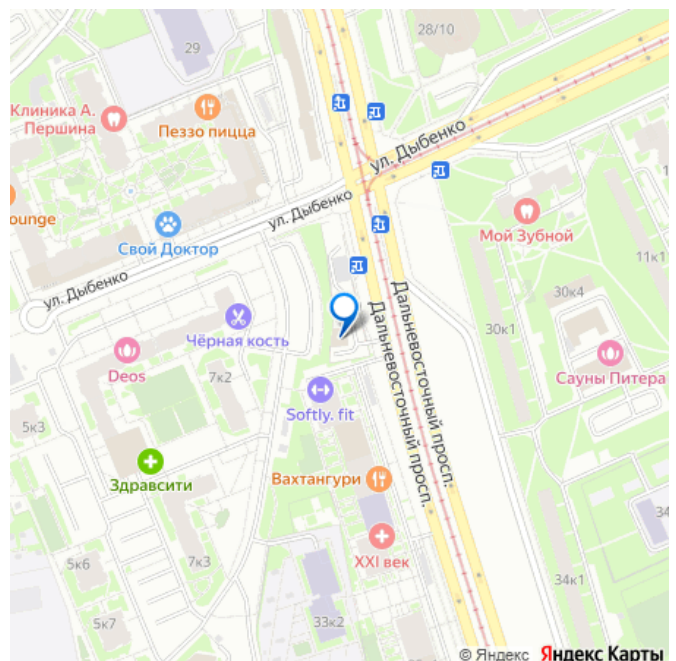 28/10
29
Клиника А.
Першина
Пеззо пицца
ул. Дыбенко
ул. Дыбенко
ounge
Свой Доктор
Мой Зубной
11к1
ул. Дыбенко
30к4
Чёрная кость
30к1
Deos
7к2
Сауны Питера
Дальневосточный просп.
Дальневосточный просп.
Softly. fit
5к3
Здравсити
Вахтангури
34
7к3
XXI век
5к6
34к1
5к7
33к2
© Яндекс Яндекс Карты